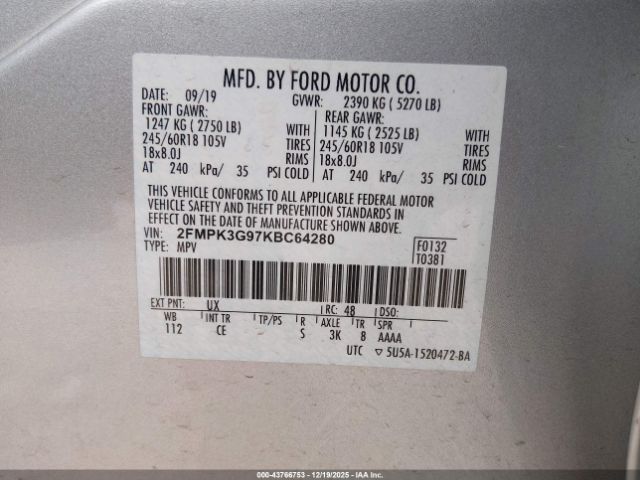 MFD. BY FORD MOTOR CO.
DATE: 09/19 GVWR: 2390 KG ( 5270 LB)
FRONT GAWR: REAR GAWR:
1247 KG ( 2750 LB) WITH 1145 KG ( 2525 LB) WITH
245/60R18 105V TIRES 245/60R18 105V TIRES
18x8.0J RIMS 18x8.0J RIMS
AT 240 kPa/ 35 PSI COLD AT 240 kPa/ 35 PSI COLD
THIS VEHICLE CONFORMS TO ALL APPLICABLE FEDERAL MOTOR
VEHICLE SAFETY AND THEFT PREVENTION STANDARDS IN
EFFECT ON THE DATE OF MANUFACTURE SHOWN ABOVE.
VIN: 2FMPK3G97KBC64280 F0132
TYPE: MPV T0381
EXT PNT: UX RC: 48 DSO:
WB INT TR TP/PS R AXLE TR SPR
112 CE S 3K 8 AAAA
UTC ▽ 5U5A-1520472-BA
000-43766753 - 12/19/2025 - IAAI.COM